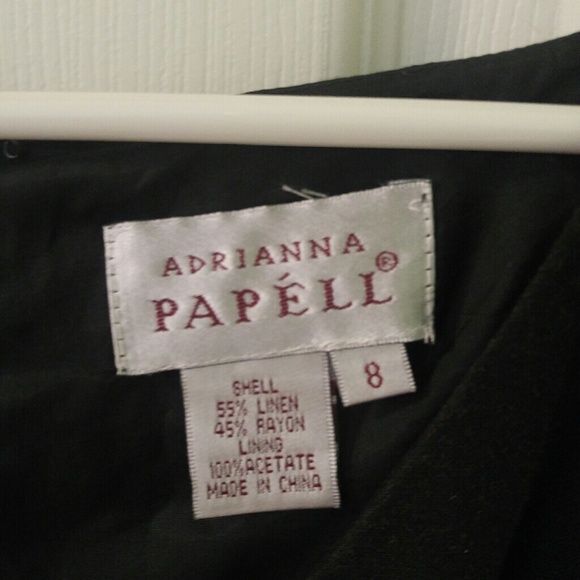 ADRIANNA
PAPÉLL®
8
SHELL
55% LINEN
45% RAYON
LINING
100% ACETATE
MADE IN CHINA